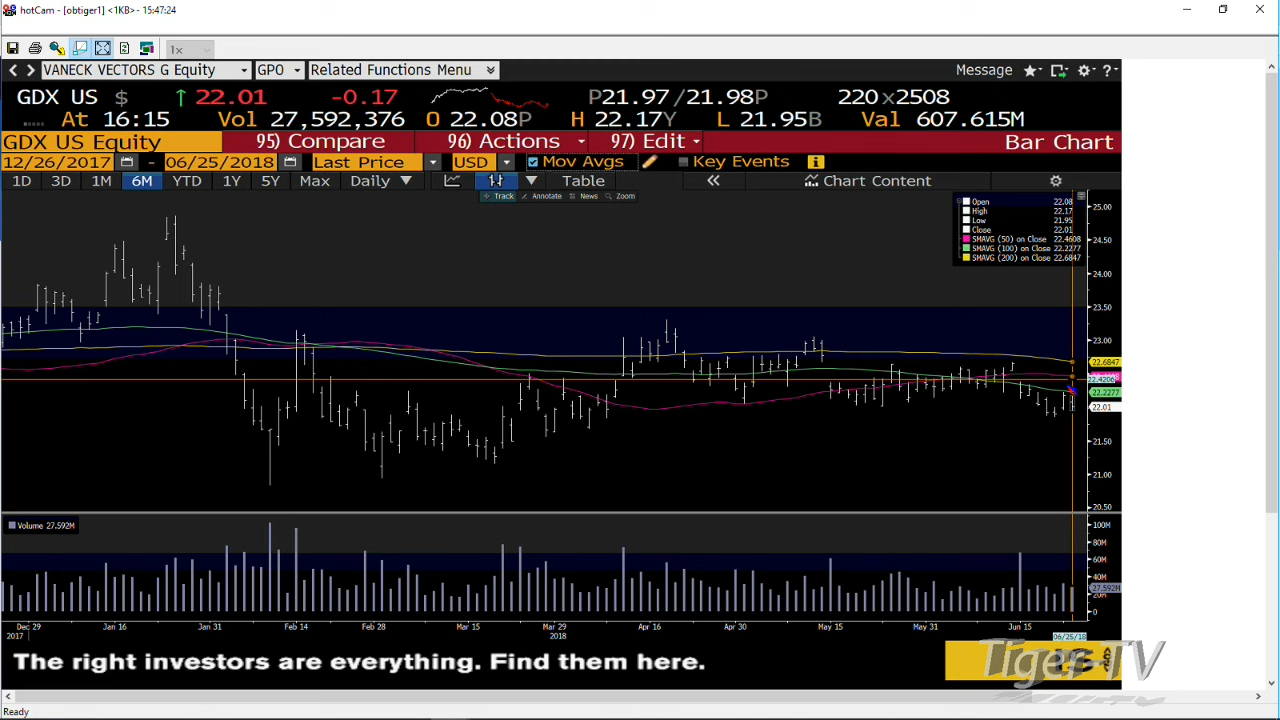 hotCam - [obtiger1] <1KB> - 15:47:24
1x
VANECK VECTORS G Equity GPO Related Functions Menu Message ?
GDX US $ ↑ 22.01 -0.17 P21.97 /21.98P 220x2508
At 16:15 Vol 27,592,376 O 22.08P H 22.17Y L 21.95B Val 607.615M
GDX US Equity 95) Compare 96) Actions 97) Edit Bar Chart
12/26/2017 - 06/25/2018 Last Price USD Mov Avgs Key Events
1D 3D 1M 6M YTD 1Y 5Y Max Daily ▼ Table « Chart Content
Track Annotate News Zoom
Open 22.08
High 22.17
Low 21.95
Close 22.01
SMAVG (50) on Close 22.4608
SMAVG (100) on Close 22.2277
SMAVG (200) on Close 22.6847
25.00
24.50
24.00
23.50
23.00
22.6847
22.4206
22.2277
22.01
21.50
21.00
20.50
Volume 27.592M
100M
80M
60M
40M
27.592M
20M
0
Dec 29 Jan 16 Jan 31 Feb 14 Feb 28 Mar 15 Mar 29 Apr 16 Apr 30 May 15 May 31 Jun 15
2017 2018 06/25/18
The right investors are everything. Find them here.
Tiger-TV
Ready